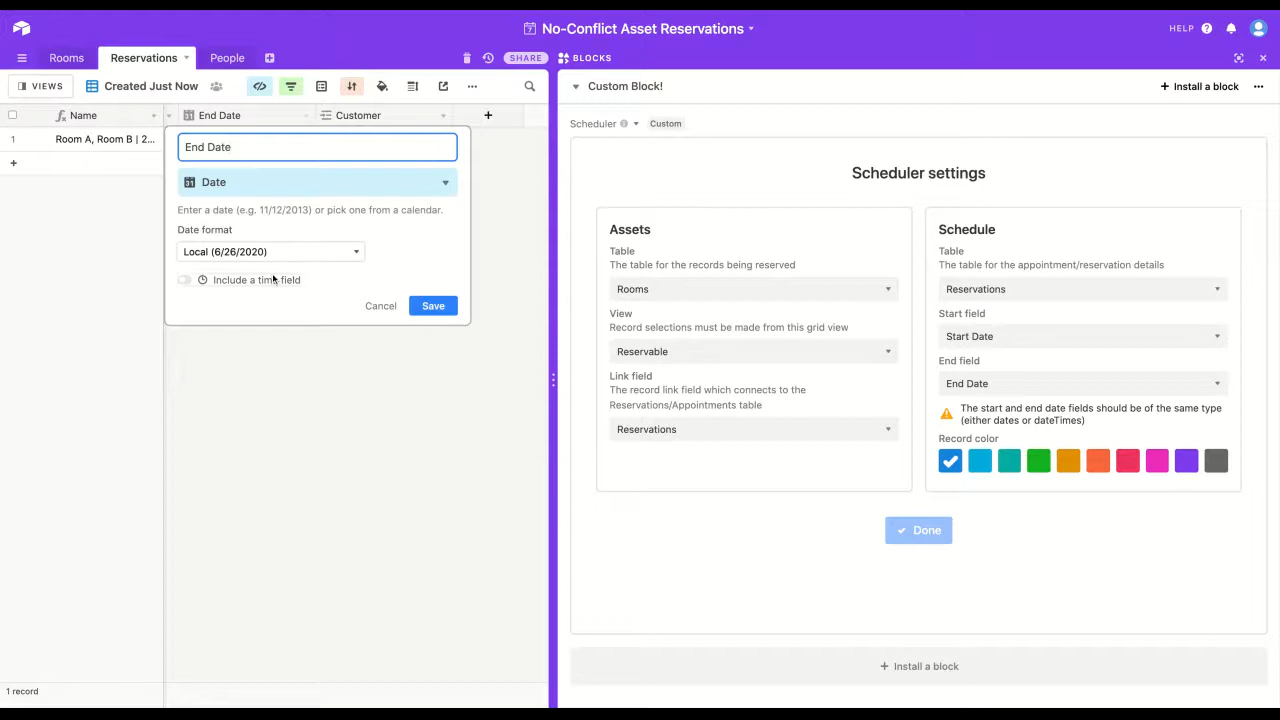 No-Conflict Asset Reservations
HELP
Rooms
Reservations
People
SHARE
BLOCKS
VIEWS
Created Just Now
Custom Block!
Install a block
Name
End Date
Customer
Scheduler
Custom
1
Room A, Room B | 2...
End Date
Date
Enter a date (e.g. 11/12/2013) or pick one from a calendar.
Date format
Local (6/26/2020)
Include a time field
Cancel
Save
Scheduler settings
Assets
Table
The table for the records being reserved
Rooms
View
Record selections must be made from this grid view
Reservable
Link field
The record link field which connects to the
Reservations/Appointments table
Reservations
Schedule
Table
The table for the appointment/reservation details
Reservations
Start field
Start Date
End field
End Date
The start and end date fields should be of the same type
(either dates or dateTimes)
Record color
Done
Install a block
1 record